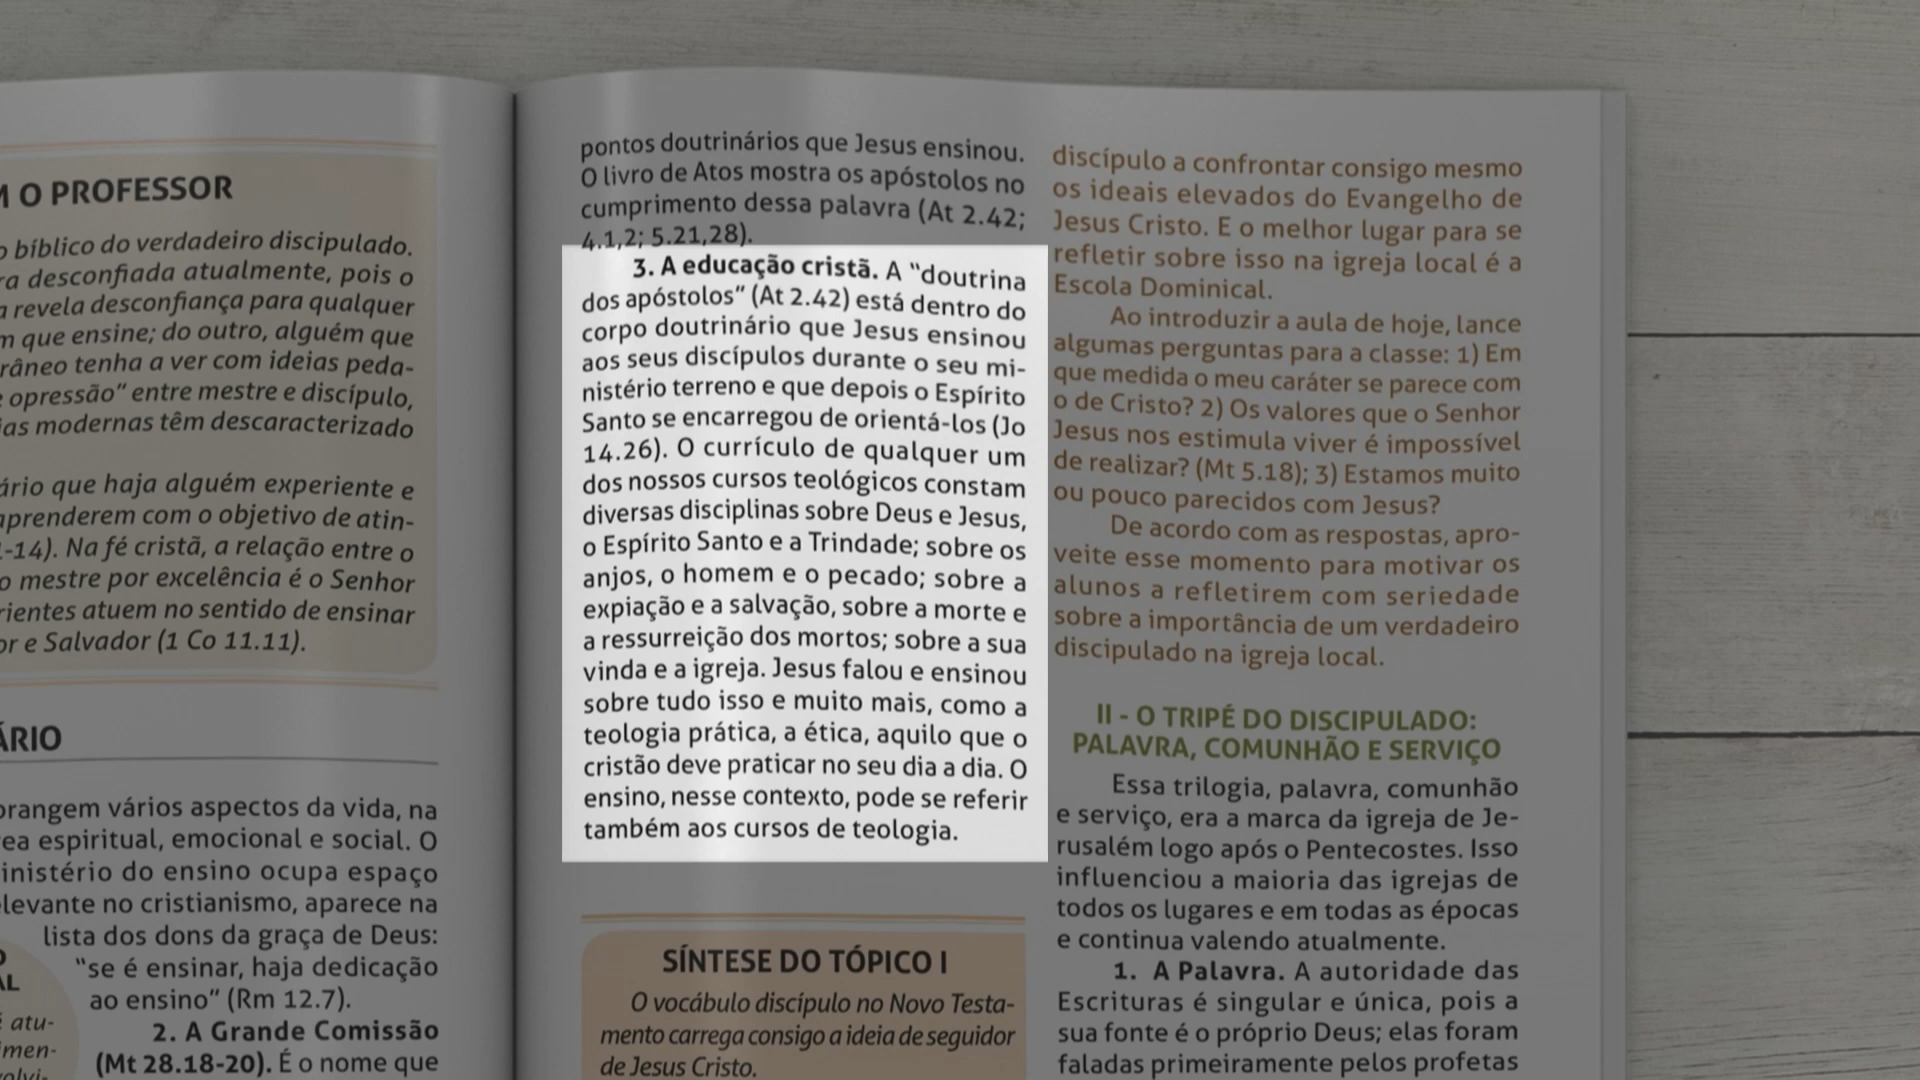 M O PROFESSOR
o bíblico do verdadeiro discipulado.
ra desconfiada atualmente, pois o
a revela desconfiança para qualquer
m que ensine; do outro, alguém que
râneo tenha a ver com ideias peda-
e opressão” entre mestre e discípulo,
ias modernas têm descaracterizado
ário que haja alguém experiente e
aprenderem com o objetivo de atin-
-14). Na fé cristã, a relação entre o
o mestre por excelência é o Senhor
rientes atuem no sentido de ensinar
or e Salvador (1 Co 11.11).
ÁRIO
brangem vários aspectos da vida, na
ea espiritual, emocional e social. O
inistério do ensino ocupa espaço
elevante no cristianismo, aparece na
lista dos dons da graça de Deus:
“se é ensinar, haja dedicação
ao ensino” (Rm 12.7).
2. A Grande Comissão
(Mt 28.18-20). É o nome que
O
AL
é atu-
imen-
volvi-
pontos doutrinários que Jesus ensinou.
O livro de Atos mostra os apóstolos no
cumprimento dessa palavra (At 2.42;
4.1,2; 5.21,28).
3. A educação cristã. A “doutrina
dos apóstolos” (At 2.42) está dentro do
corpo doutrinário que Jesus ensinou
aos seus discípulos durante o seu mi-
nistério terreno e que depois o Espírito
Santo se encarregou de orientá-los (Jo
14.26). O currículo de qualquer um
dos nossos cursos teológicos constam
diversas disciplinas sobre Deus e Jesus,
o Espírito Santo e a Trindade; sobre os
anjos, o homem e o pecado; sobre a
expiação e a salvação, sobre a morte e
a ressurreição dos mortos; sobre a sua
vinda e a igreja. Jesus falou e ensinou
sobre tudo isso e muito mais, como a
teologia prática, a ética, aquilo que o
cristão deve praticar no seu dia a dia. O
ensino, nesse contexto, pode se referir
também aos cursos de teologia.
SÍNTESE DO TÓPICO I
O vocábulo discípulo no Novo Testa-
mento carrega consigo a ideia de seguidor
de Jesus Cristo.
discípulo a confrontar consigo mesmo
os ideais elevados do Evangelho de
Jesus Cristo. E o melhor lugar para se
refletir sobre isso na igreja local é a
Escola Dominical.
Ao introduzir a aula de hoje, lance
algumas perguntas para a classe: 1) Em
que medida o meu caráter se parece com
o de Cristo? 2) Os valores que o Senhor
Jesus nos estimula viver é impossível
de realizar? (Mt 5.18); 3) Estamos muito
ou pouco parecidos com Jesus?
De acordo com as respostas, apro-
veite esse momento para motivar os
alunos a refletirem com seriedade
sobre a importância de um verdadeiro
discipulado na igreja local.
II - O TRIPÉ DO DISCIPULADO:
PALAVRA, COMUNHÃO E SERVIÇO
Essa trilogia, palavra, comunhão
e serviço, era a marca da igreja de Je-
rusalém logo após o Pentecostes. Isso
influenciou a maioria das igrejas de
todos os lugares e em todas as épocas
e continua valendo atualmente.
1. A Palavra. A autoridade das
Escrituras é singular e única, pois a
sua fonte é o próprio Deus; elas foram
faladas primeiramente pelos profetas